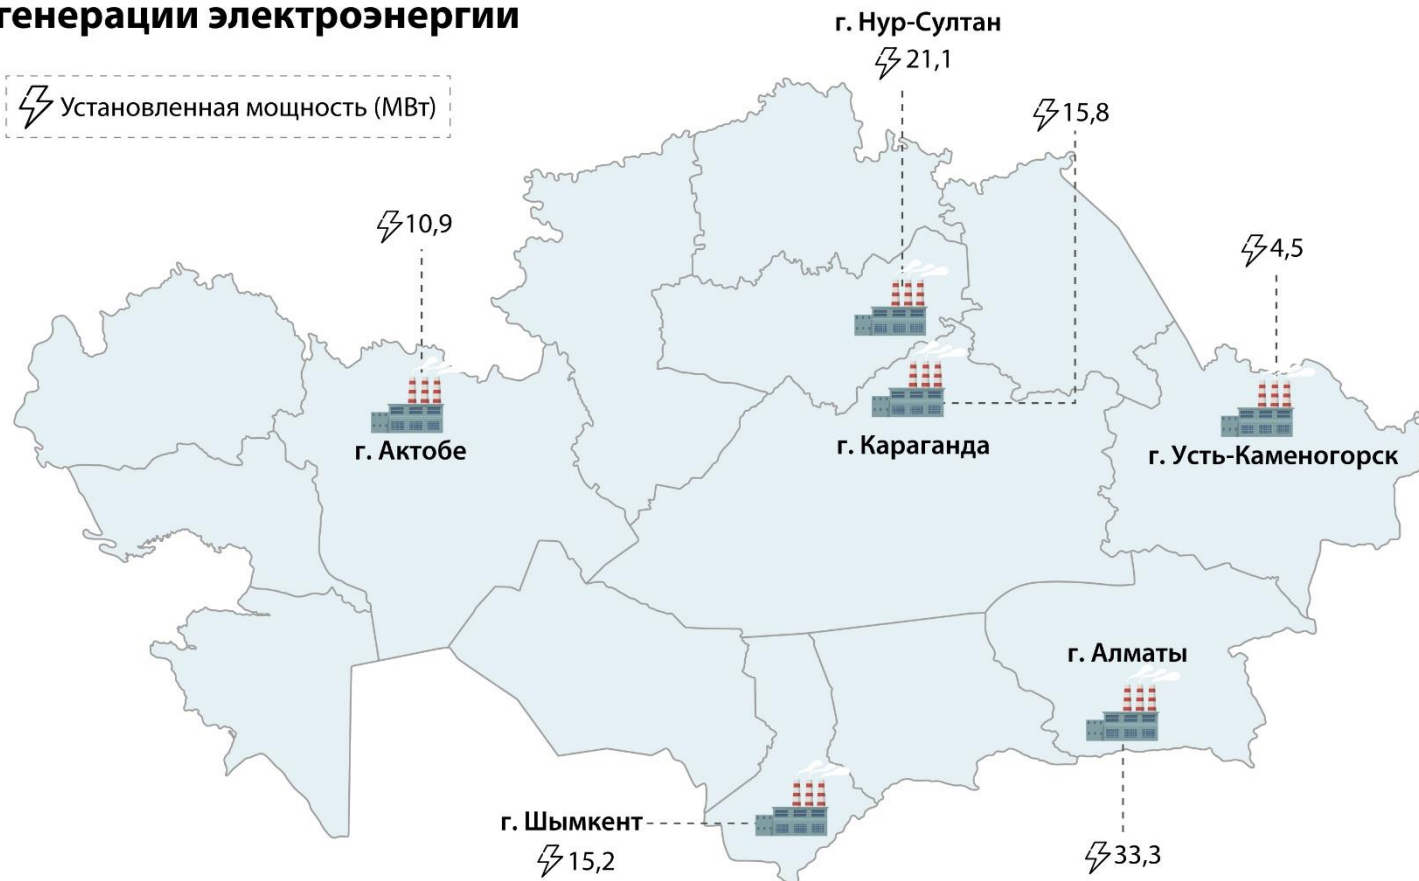 генерации электроэнергии
г. Нур-Султан
21,1
Установленная мощность (МВт)
15,8
10,9
4,5
г. Актобе
г. Караганда
г. Усть-Каменогорск
г. Алматы
г. Шымкент
15,2
33,3